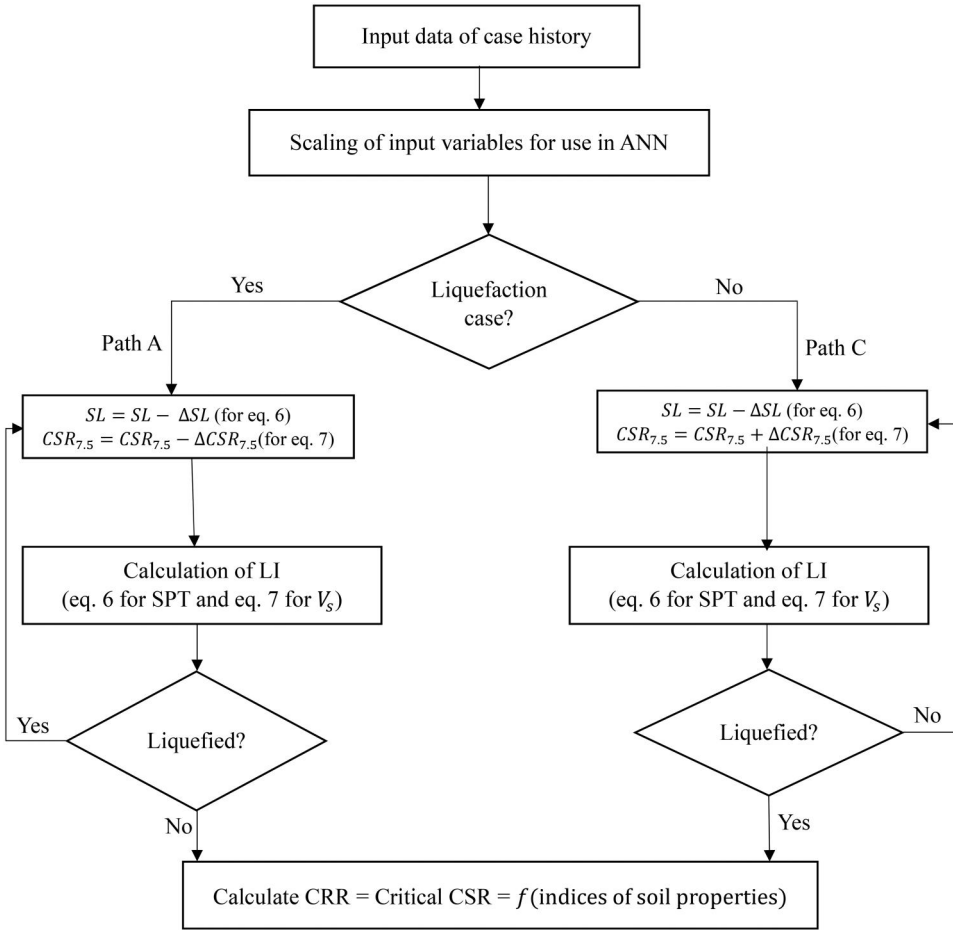 Input data of case history
Scaling of input variables for use in ANN
Liquefaction
case?
Yes
No
Path A
Path C
𝑆𝐿 = 𝑆𝐿 − Δ𝑆𝐿 (for eq. 6)
𝐶𝑆𝑅₇.₅ = 𝐶𝑆𝑅₇.₅ − Δ𝐶𝑆𝑅₇.₅(for eq. 7)
𝑆𝐿 = 𝑆𝐿 − Δ𝑆𝐿 (for eq. 6)
𝐶𝑆𝑅₇.₅ = 𝐶𝑆𝑅₇.₅ + Δ𝐶𝑆𝑅₇.₅(for eq. 7)
Calculation of LI
(eq. 6 for SPT and eq. 7 for 𝑉ₛ)
Calculation of LI
(eq. 6 for SPT and eq. 7 for 𝑉ₛ)
Yes
Liquefied?
No
Liquefied?
No
Yes
Calculate CRR = Critical CSR = 𝑓(indices of soil properties)